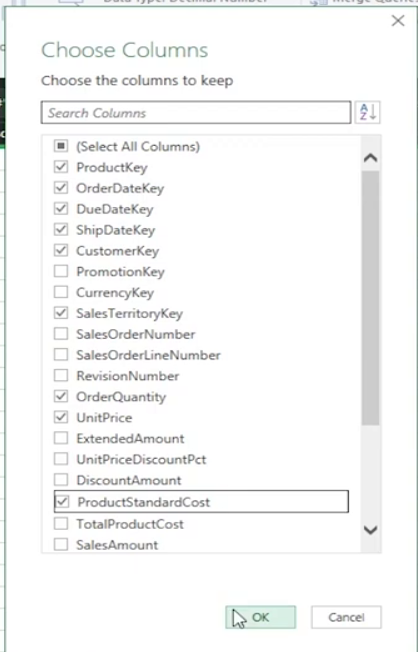 Data Type: Decimal Number
Merge Queries
Choose Columns
Choose the columns to keep
Search Columns
(Select All Columns)
ProductKey
OrderDateKey
DueDateKey
ShipDateKey
CustomerKey
PromotionKey
CurrencyKey
SalesTerritoryKey
SalesOrderNumber
SalesOrderLineNumber
RevisionNumber
OrderQuantity
UnitPrice
ExtendedAmount
UnitPriceDiscountPct
DiscountAmount
ProductStandardCost
TotalProductCost
SalesAmount
OK Cancel